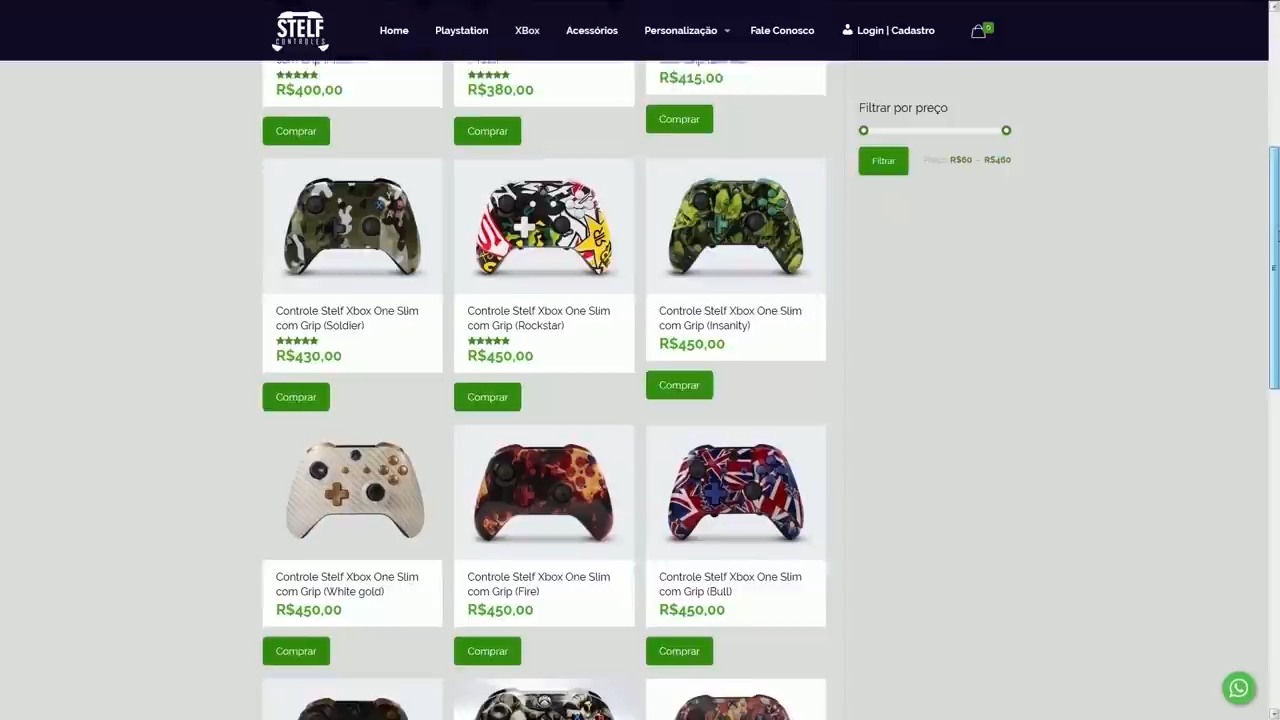 STELF
CONTROLES
Home
Playstation
XBox
Acessórios
Personalização
Fale Conosco
Login | Cadastro
0
R$400,00
R$380,00
R$415,00
Comprar
Comprar
Comprar
Filtrar por preço
Filtrar
Preço: R$60 — R$460
Controle Stelf Xbox One Slim
com Grip (Soldier)
R$430,00
Comprar
Controle Stelf Xbox One Slim
com Grip (Rockstar)
R$450,00
Comprar
Controle Stelf Xbox One Slim
com Grip (Insanity)
R$450,00
Comprar
Controle Stelf Xbox One Slim
com Grip (White gold)
R$450,00
Comprar
Controle Stelf Xbox One Slim
com Grip (Fire)
R$450,00
Comprar
Controle Stelf Xbox One Slim
com Grip (Bull)
R$450,00
Comprar